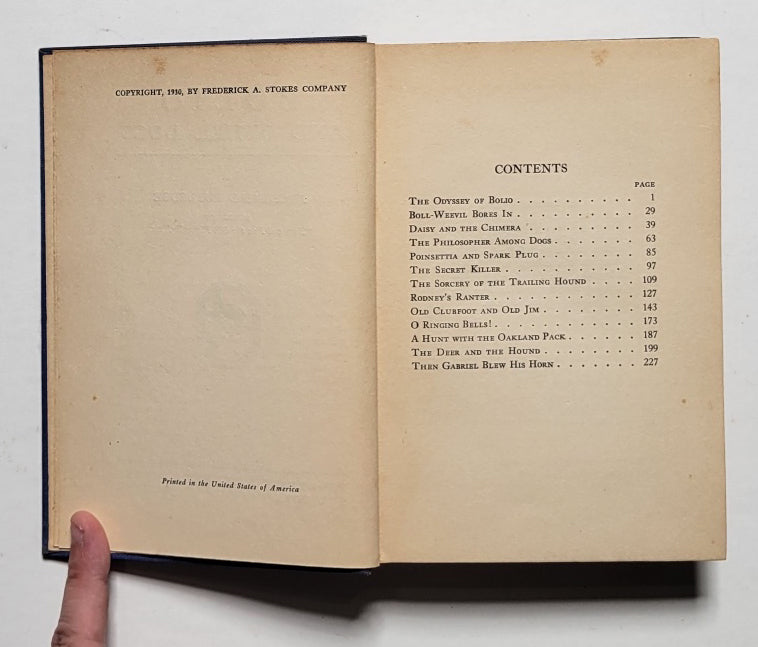 COPYRIGHT, 1930, BY FREDERICK A. STOKES COMPANY
Printed in the United States of America
CONTENTS
PAGE
The Odyssey of Bolio . . . . . . . . . . 1
Boll-Weevil Bores In . . . . . . . . . . 29
Daisy and the Chimera . . . . . . . . . 39
The Philosopher Among Dogs . . . . . . . 63
Poinsettia and Spark Plug . . . . . . . . 85
The Secret Killer . . . . . . . . . . . 97
The Sorcery of the Trailing Hound . . . . 109
Rodney's Ranter . . . . . . . . . . . . 127
Old Clubfoot and Old Jim . . . . . . . . 143
O Ringing Bells! . . . . . . . . . . . . 173
A Hunt with the Oakland Pack . . . . . . 187
The Deer and the Hound . . . . . . . . 199
Then Gabriel Blew His Horn . . . . . . . 227